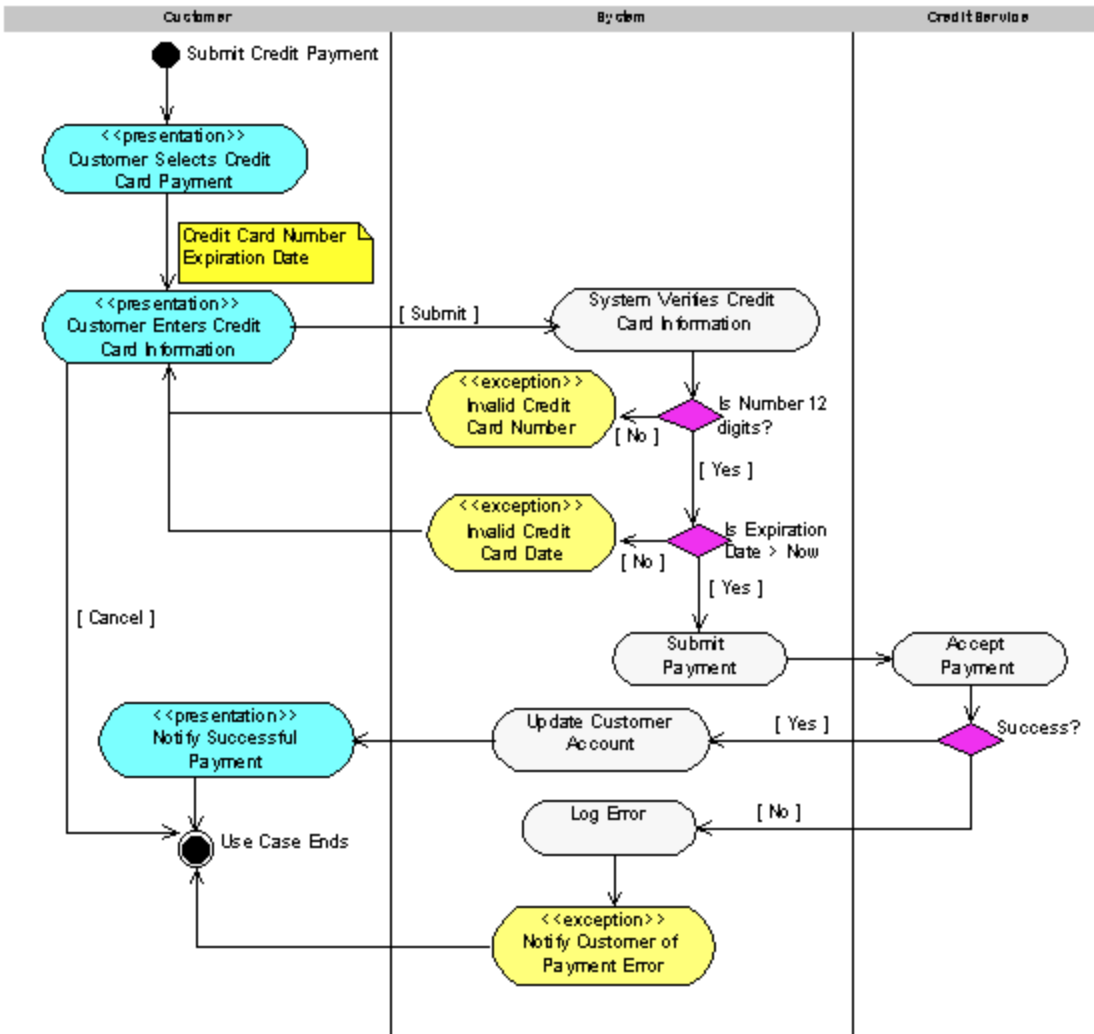 Customer
System
Credit Service
Submit Credit Payment
<<presentation>>
Customer Selects Credit
Card Payment
Credit Card Number
Expiration Date
<<presentation>>
Customer Enters Credit
Card Information
[ Submit ]
System Verifies Credit
Card Information
<<exception>>
Invalid Credit
Card Number
[ No ]
Is Number 12
digits?
[ Yes ]
<<exception>>
Invalid Credit
Card Date
[ No ]
Is Expiration
Date > Now
[ Yes ]
[ Cancel ]
Submit
Payment
Accept
Payment
<<presentation>>
Notify Successful
Payment
Update Customer
Account
[ Yes ]
Success?
Log Error
[ No ]
Use Case Ends
<<exception>>
Notify Customer of
Payment Error